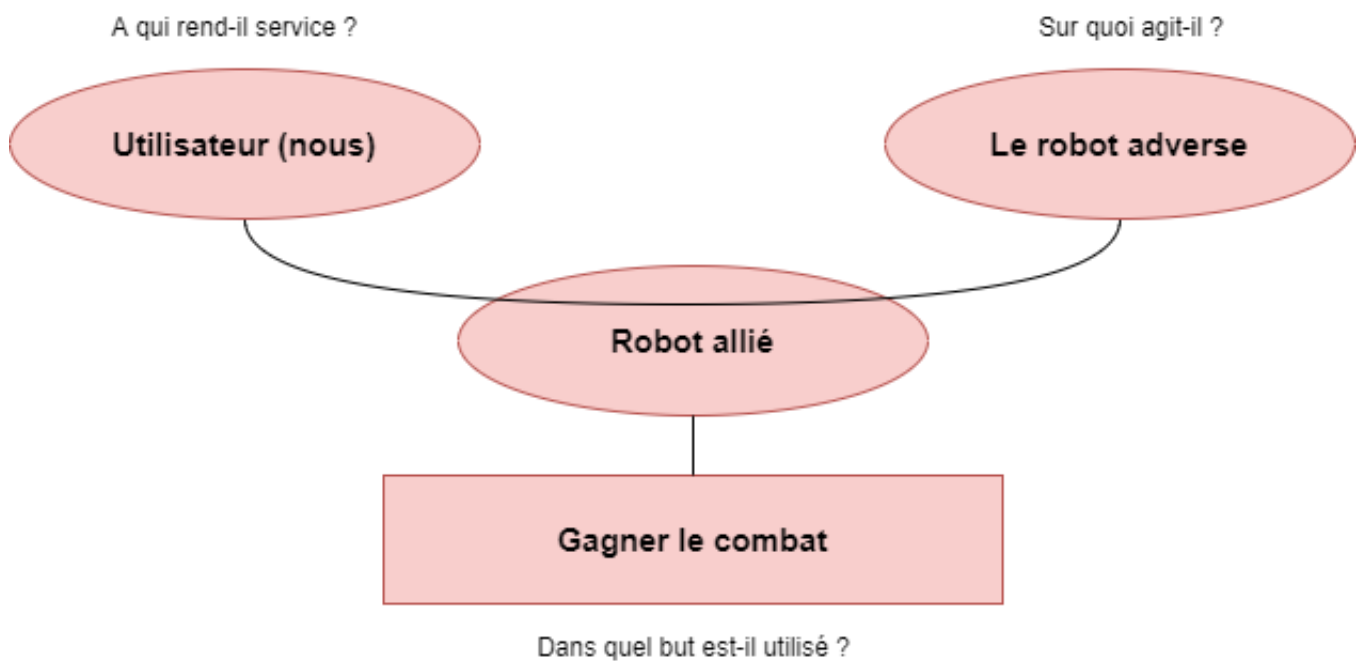 A qui rend-il service ?
Sur quoi agit-il ?
Utilisateur (nous)
Le robot adverse
Robot allié
Gagner le combat
Dans quel but est-il utilisé ?